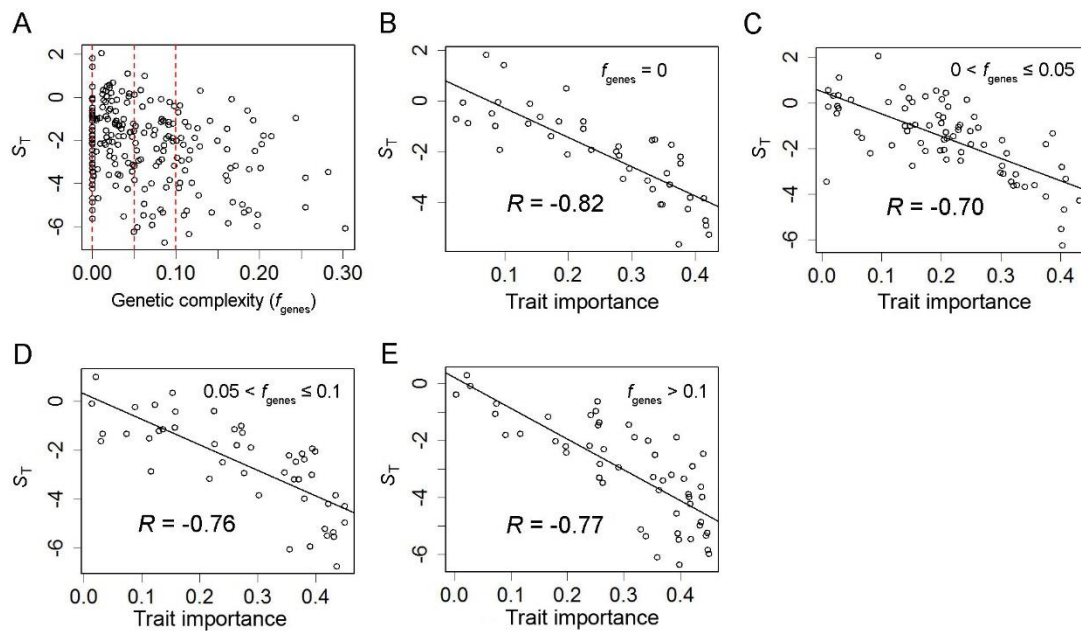 A
S_T
2
0
-2
-4
-6
0.00
0.10
0.20
0.30
Genetic complexity (f_genes)
B
S_T
2
0
-2
-4
f_genes = 0
R = -0.82
0.1
0.2
0.3
0.4
Trait importance
C
S_T
2
0
-2
-4
-6
0 < f_genes ≤ 0.05
R = -0.70
0.0
0.1
0.2
0.3
0.4
Trait importance
D
S_T
0
-2
-4
-6
0.05 < f_genes ≤ 0.1
R = -0.76
0.0
0.1
0.2
0.3
0.4
Trait importance
E
S_T
0
-2
-4
-6
f_genes > 0.1
R = -0.77
0.0
0.1
0.2
0.3
0.4
Trait importance